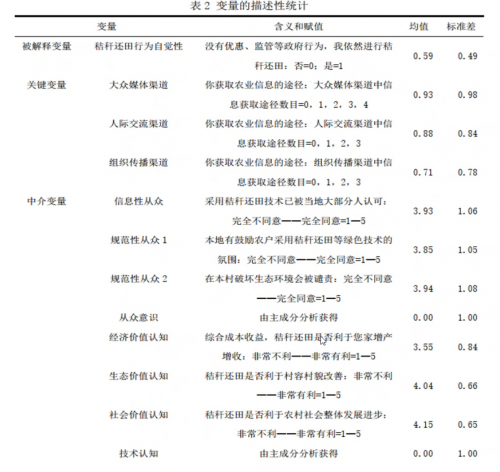 表 2 变量的描述性统计
变量 含义和赋值 均值 标准差
被解释变量 秸秆还田行为自觉性 没有优惠、监管等政府行为，我依然进行秸
秆还田：否=0；是=1 0.59 0.49
关键变量 大众媒体渠道 你获取农业信息的途径：大众媒体渠道中信
息获取途径数目=0，1，2，3，4 0.93 0.98
人际交流渠道 你获取农业信息的途径：人际交流渠道中信
息获取途径数目=0，1，2，3 0.88 0.84
组织传播渠道 你获取农业信息的途径：组织传播渠道中信
息获取途径数目=0，1，2，3 0.71 0.78
中介变量 信息性从众 采用秸秆还田技术已被当地大部分人认可：
完全不同意——完全同意=1—5 3.93 1.06
规范性从众 1 本地有鼓励农户采用秸秆还田等绿色技术的
氛围：完全不同意——完全同意=1—5 3.85 1.05
规范性从众 2 在本村破坏生态环境会被谴责：完全不同意
——完全同意=1—5 3.94 1.08
从众意识 由主成分分析获得 0.00 1.00
经济价值认知 综合成本收益，秸秆还田是否利于您家增产
增收：非常不利——非常有利=1—5 3.55 0.84
生态价值认知 秸秆还田是否利于村容村貌改善：非常不利
——非常有利=1—5 4.04 0.66
社会价值认知 秸秆还田是否利于农村社会整体发展进步：
非常不利——非常有利=1—5 4.15 0.65
技术认知 由主成分分析获得 0.00 1.00